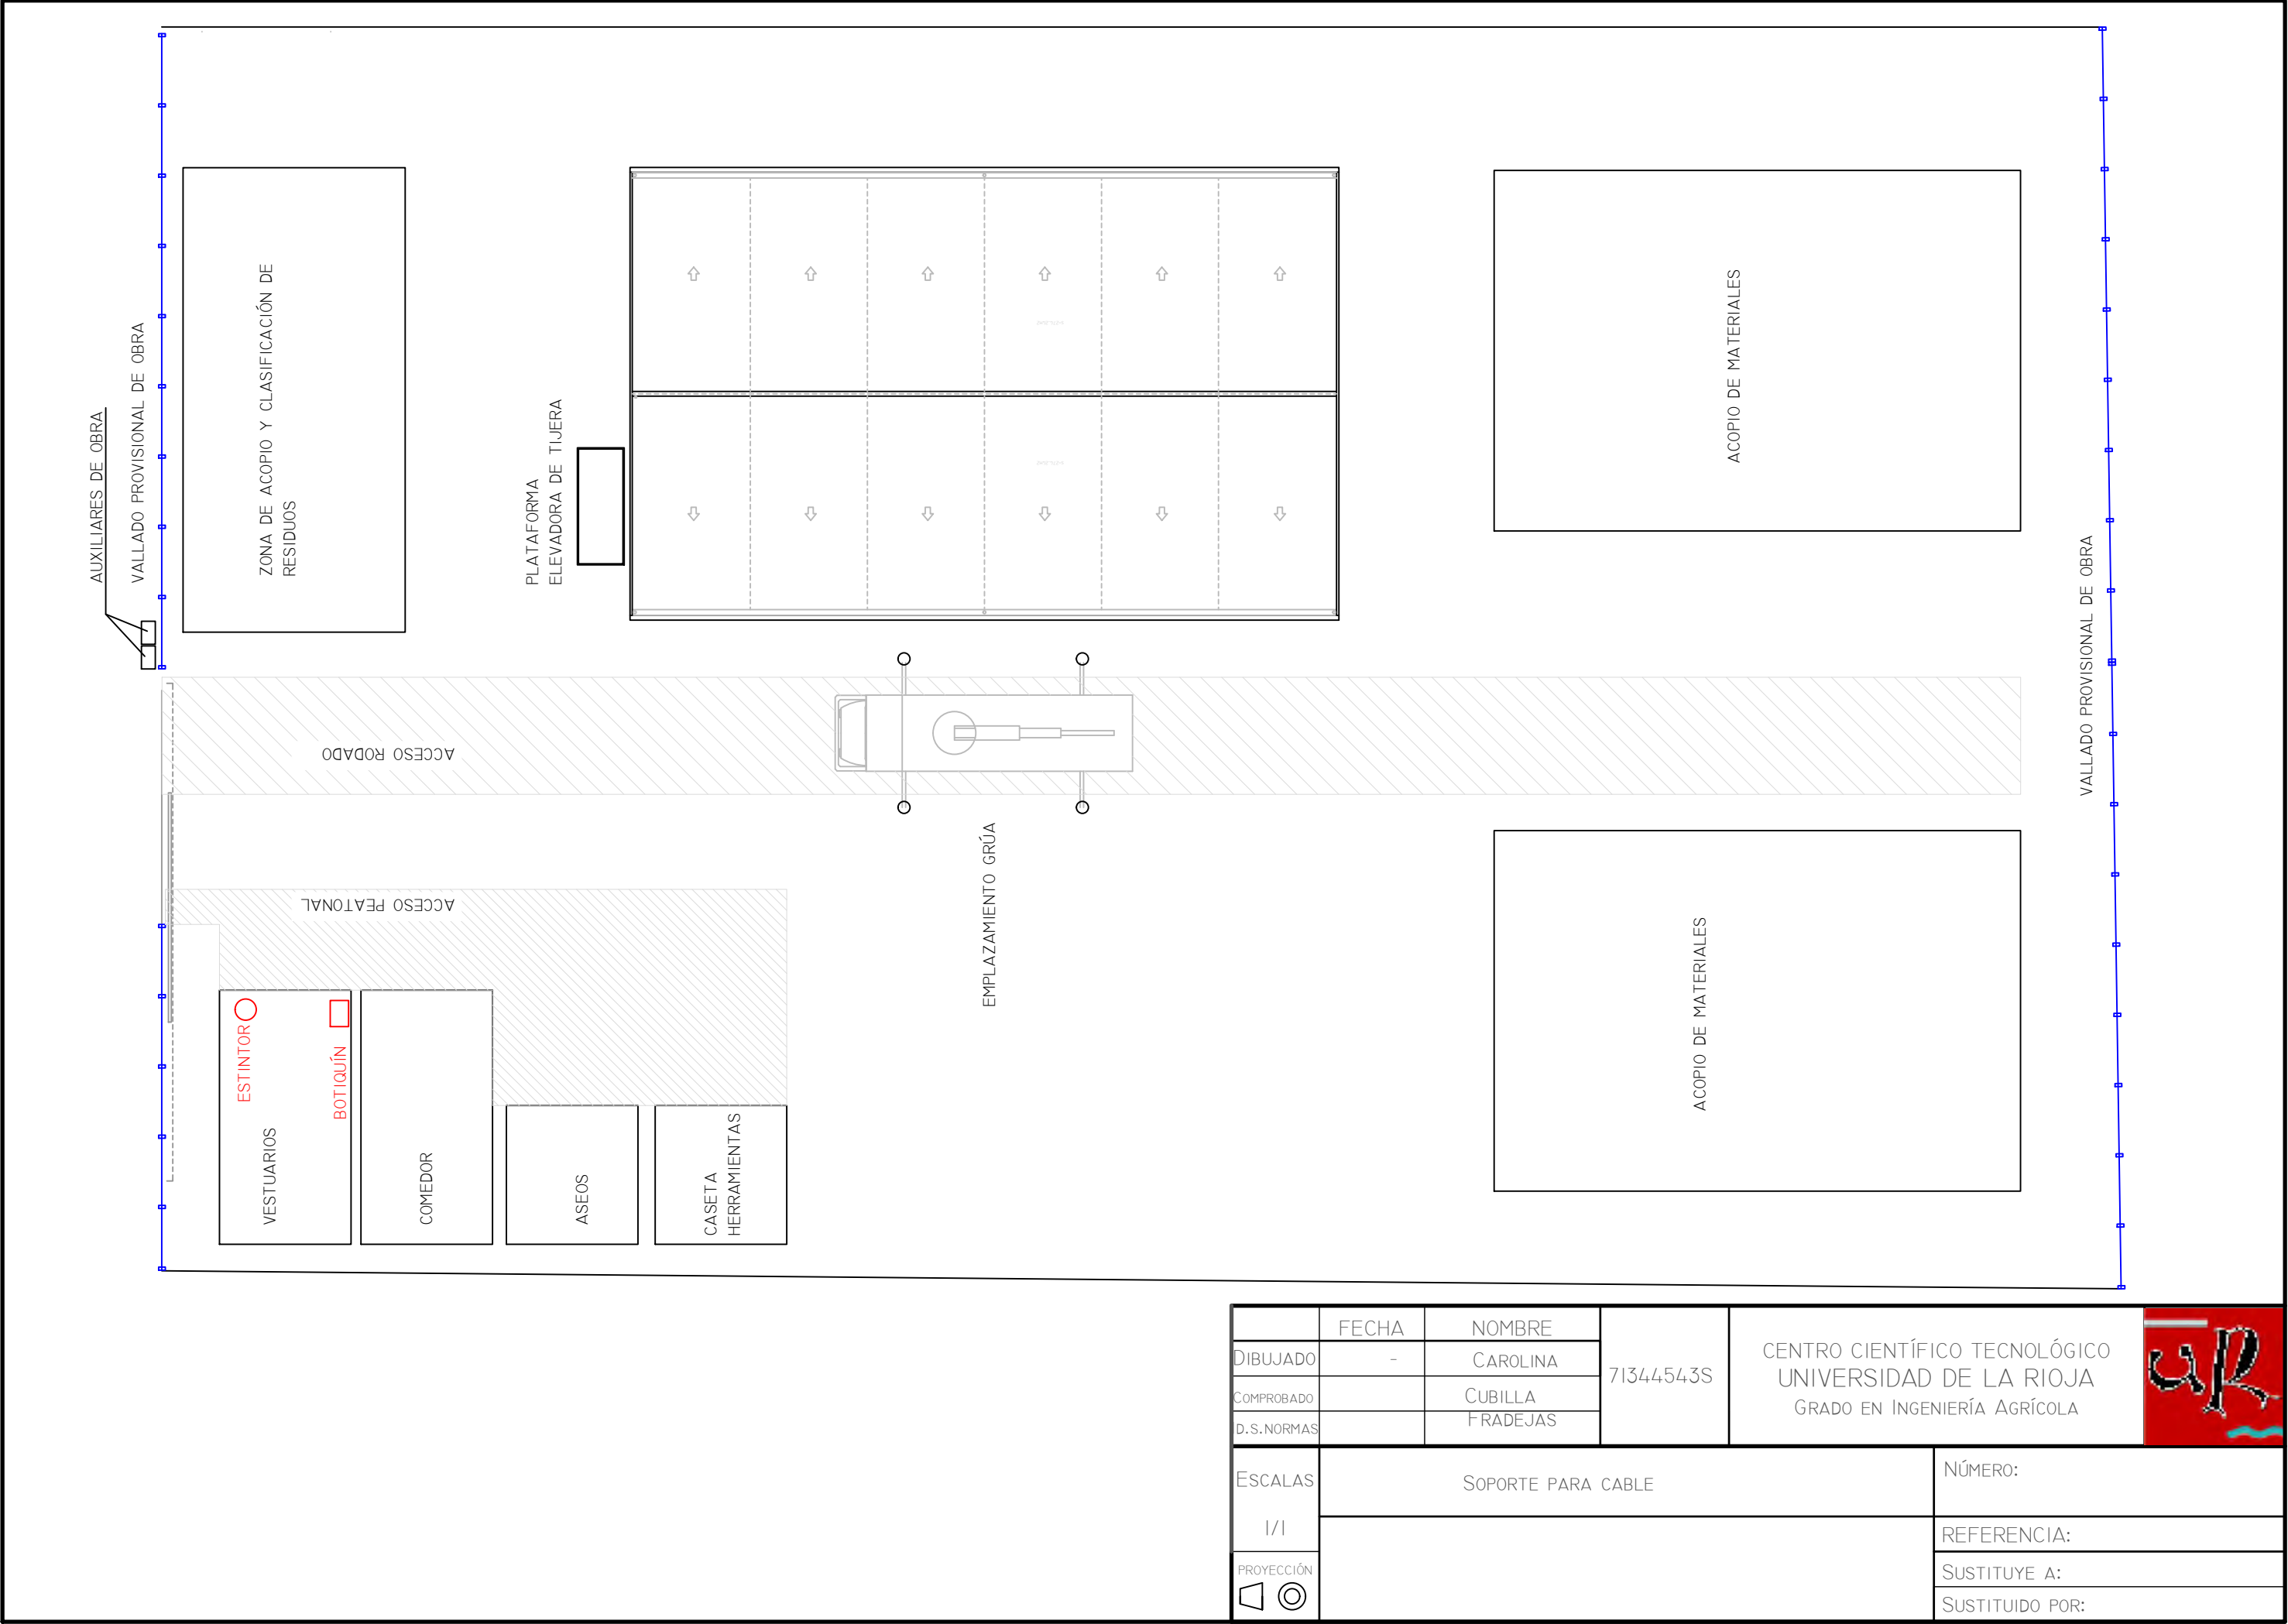 AUXILIARES DE OBRA
VALLADO PROVISIONAL DE OBRA
ZONA DE ACOPIO Y CLASIFICACIÓN DE
RESIDUOS
PLATAFORMA
ELEVADORA DE TIJERA
ACOPIO DE MATERIALES
VALLADO PROVISIONAL DE OBRA
ACCESO RODADO
ACCESO PEATONAL
EMPLAZAMIENTO GRÚA
ACOPIO DE MATERIALES
ESTINTOR
BOTIQUÍN
VESTUARIOS
COMEDOR
ASEOS
CASETA
HERRAMIENTAS
FECHA NOMBRE
DIBUJADO - CAROLINA
COMPROBADO CUBILLA
D.S.NORMAS FRADEJAS
71344543S
CENTRO CIENTÍFICO TECNOLÓGICO
UNIVERSIDAD DE LA RIOJA
GRADO EN INGENIERÍA AGRÍCOLA
UR
ESCALAS
1/1
SOPORTE PARA CABLE
NÚMERO:
REFERENCIA:
SUSTITUYE A:
SUSTITUIDO POR:
PROYECCIÓN